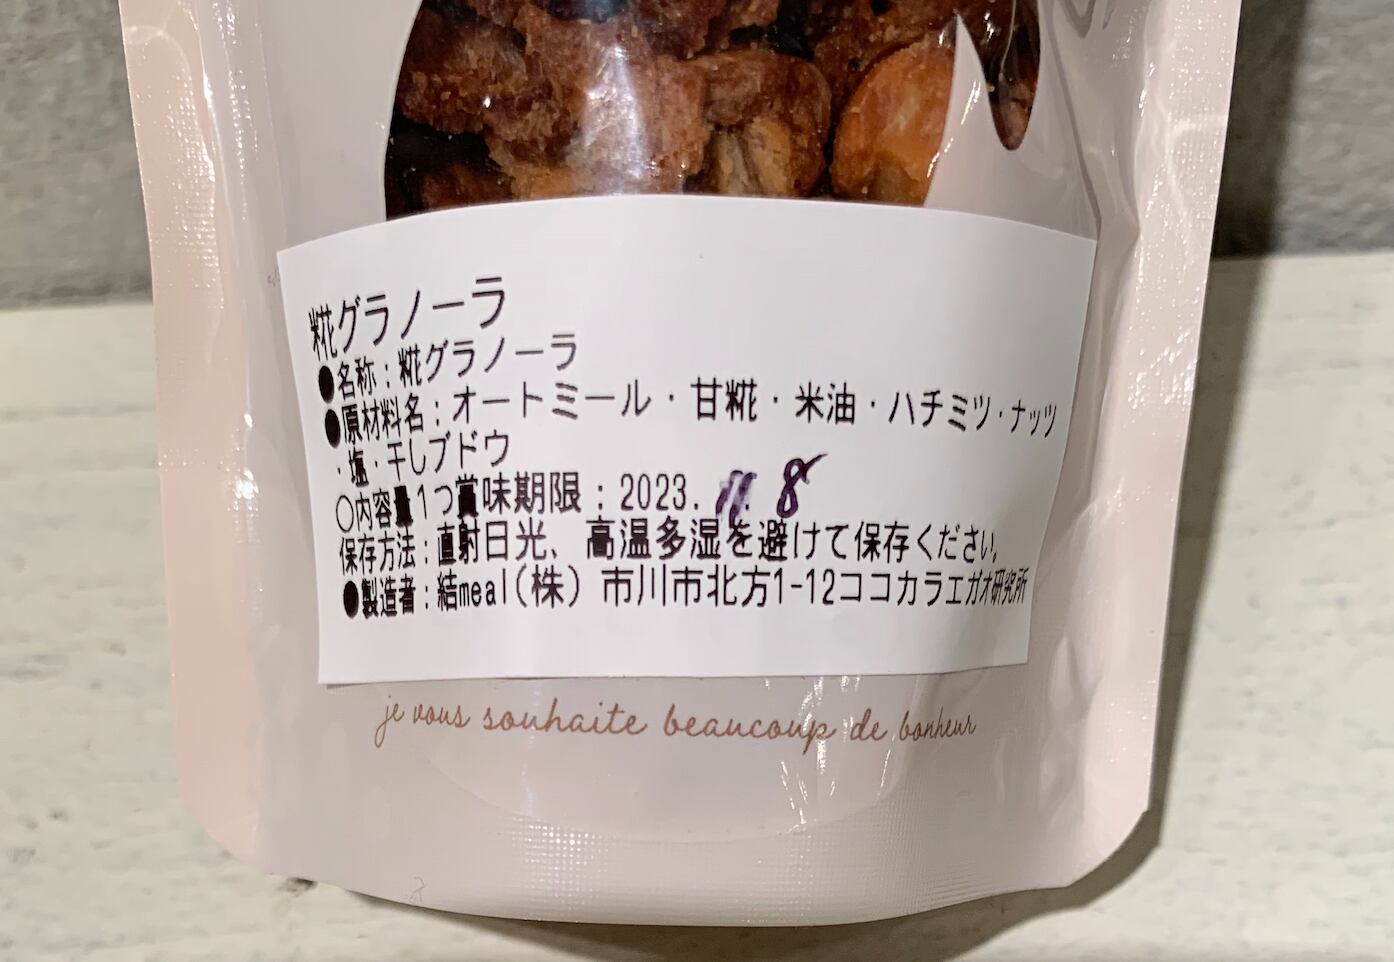 糀グラノーラ
●名称：糀グラノーラ
●原材料名：オートミール・甘糀・米油・ハチミツ・ナッツ
・塩・干しブドウ
○内容量1つ賞味期限：2023. 11. 8
保存方法：直射日光、高温多湿を避けて保存ください。
●製造者：結meal(株) 市川市北方1-12ココカラエガオ研究所
je vous souhaite beaucoup de bonheur